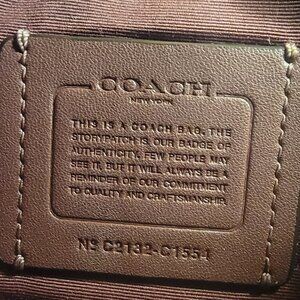 COACH
NEW YORK
THIS IS A COACH BAG. THE
STORYPATCH IS OUR BADGE OF
AUTHENTICITY. FEW PEOPLE MAY
SEE IT, BUT IT WILL ALWAYS BE A
REMINDER OF OUR COMMITMENT
TO QUALITY AND CRAFTSMANSHIP.
Nº C2132-C1554